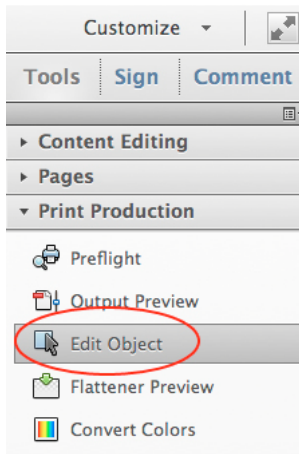 Customize
Tools Sign Comment
Content Editing
Pages
Print Production
Preflight
Output Preview
Edit Object
Flattener Preview
Convert Colors